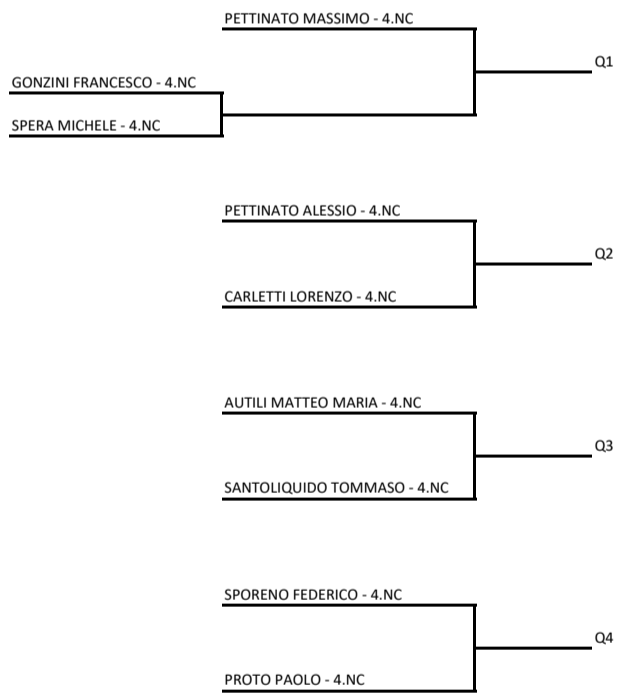 PETTINATO MASSIMO - 4.NC
Q1
GONZINI FRANCESCO - 4.NC
SPERA MICHELE - 4.NC
PETTINATO ALESSIO - 4.NC
Q2
CARLETTI LORENZO - 4.NC
AUTILI MATTEO MARIA - 4.NC
Q3
SANTOLIQUIDO TOMMASO - 4.NC
SPORENO FEDERICO - 4.NC
Q4
PROTO PAOLO - 4.NC